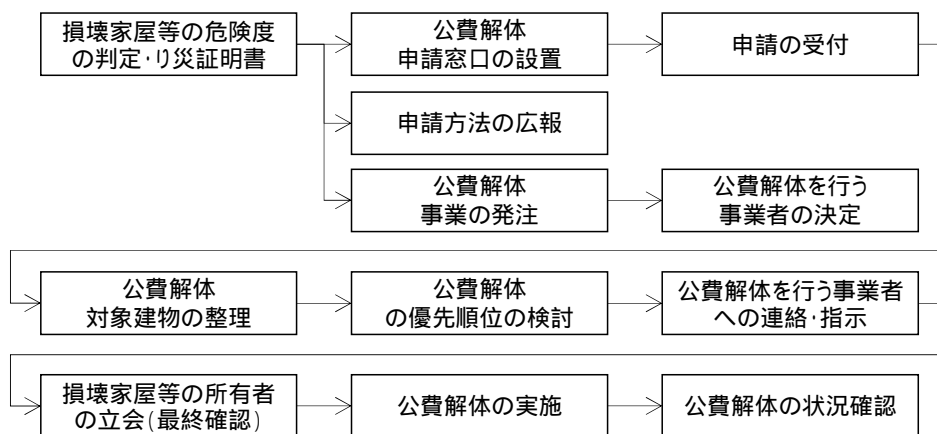 損壊家屋等の危険度
の判定･り災証明書
公費解体
申請窓口の設置
申請の受付
申請方法の広報
公費解体
事業の発注
公費解体を行う
事業者の決定
公費解体
対象建物の整理
公費解体
の優先順位の検討
公費解体を行う事業者
への連絡･指示
損壊家屋等の所有者
の立会(最終確認)
公費解体の実施
公費解体の状況確認